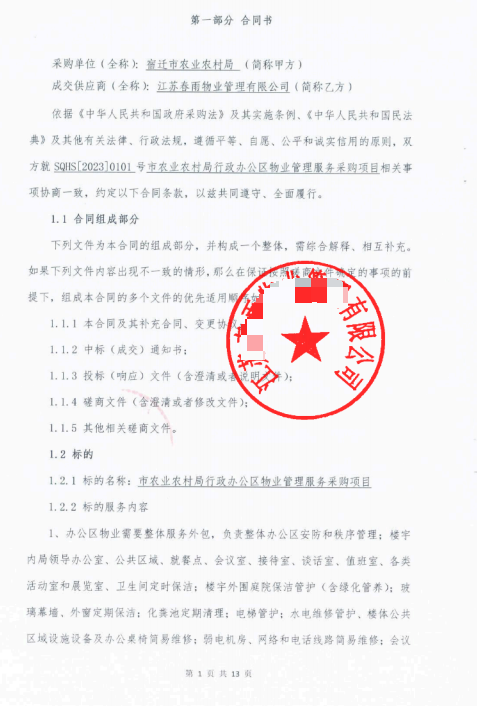 第一部分 合同书
采购单位（全称）：宿迁市农业农村局 （简称甲方）
成交供应商（全称）：江苏春雨物业管理有限公司（简称乙方）
依据《中华人民共和国政府采购法》及其实施条例、《中华人民共和国民法
典》及其他有关法律、行政法规，遵循平等、自愿、公平和诚实信用的原则，双
方就 SQHS[2023]0101 号市农业农村局行政办公区物业管理服务采购项目相关事
项协商一致，约定以下合同条款，以兹共同遵守、全面履行。
1.1 合同组成部分
下列文件为本合同的组成部分，并构成一个整体，需综合解释、相互补充。
如果下列文件内容出现不一致的情形，那么在保证按照磋商文件确定的事项的前
提下，组成本合同的多个文件的优先适用顺序如
1.1.1 本合同及其补充合同、变更协议
1.1.2 中标（成交）通知书；
1.1.3 投标（响应）文件（含澄清或者说明文件）；
1.1.4 磋商文件（含澄清或者修改文件）；
1.1.5 其他相关磋商文件。
有限公司
1.2 标的
1.2.1 标的名称：市农业农村局行政办公区物业管理服务采购项目
1.2.2 标的服务内容
1、办公区物业需要整体服务外包，负责整体办公区安防和秩序管理；楼宇
内局领导办公室、公共区域、就餐点、会议室、接待室、谈话室、值班室、各类
活动室和展览室、卫生间定时保洁；楼宇外围庭院保洁管护（含绿化管养）；玻
璃幕墙、外窗定期保洁；化粪池定期清理；电梯管护；水电维修管护、楼体公共
区域设施设备及办公桌椅简易维修；弱电机房、网络和电话线路简易维修；会议
第 1 页 共 13 页